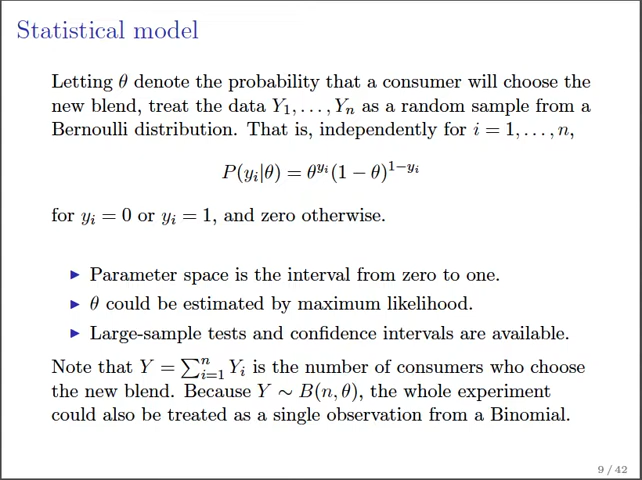 Statistical model
Letting θ denote the probability that a consumer will choose the
new blend, treat the data Y₁, . . . , Yₙ as a random sample from a
Bernoulli distribution. That is, independently for i = 1, . . . , n,
P(yᵢ|θ) = θ^{yᵢ}(1 − θ)^{1−yᵢ}
for yᵢ = 0 or yᵢ = 1, and zero otherwise.
▶ Parameter space is the interval from zero to one.
▶ θ could be estimated by maximum likelihood.
▶ Large-sample tests and confidence intervals are available.
Note that Y = ∑ⁿᵢ₌₁ Yᵢ is the number of consumers who choose
the new blend. Because Y ∼ B(n, θ), the whole experiment
could also be treated as a single observation from a Binomial.
9 / 42